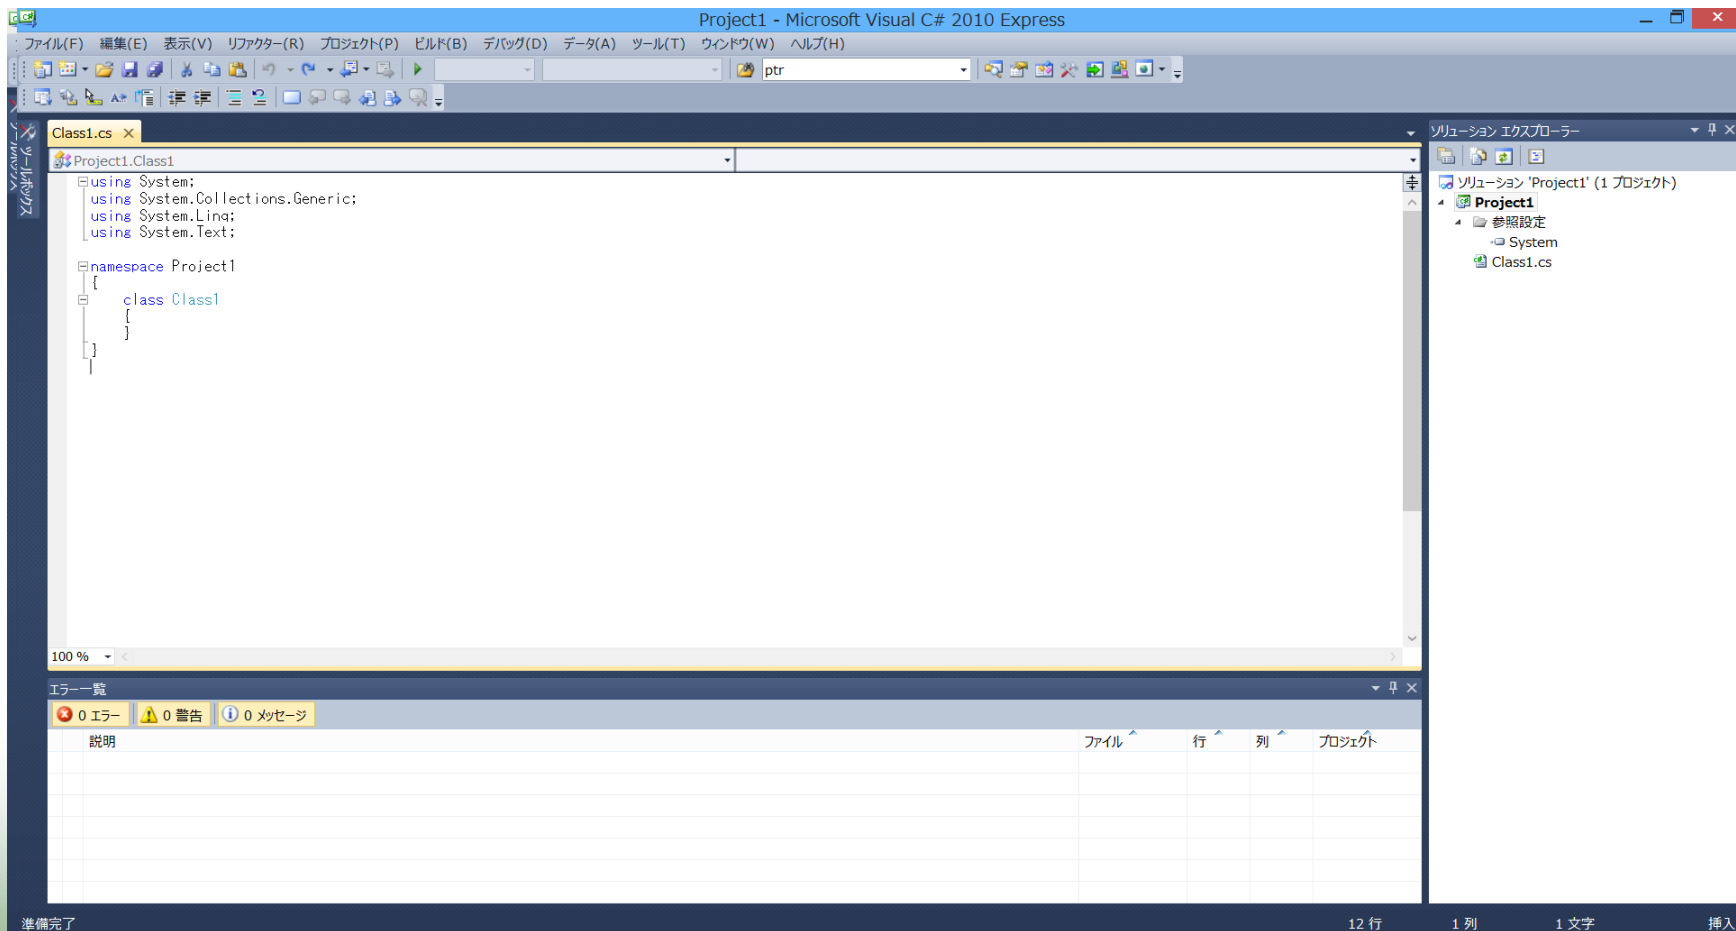 Project1 - Microsoft Visual C# 2010 Express
ファイル(F) 編集(E) 表示(V) リファクター(R) プロジェクト(P) ビルド(B) デバッグ(D) データ(A) ツール(T) ウィンドウ(W) ヘルプ(H)
ptr
ツールボックス
Class1.cs
Project1.Class1
using System;
using System.Collections.Generic;
using System.Linq;
using System.Text;
namespace Project1
{
class Class1
{
}
}
100 %
ソリューション エクスプローラー
ソリューション 'Project1' (1 プロジェクト)
Project1
参照設定
System
Class1.cs
エラー一覧
0 エラー 0 警告 0 メッセージ
説明 ファイル 行 列 プロジェクト
準備完了 12 行 1 列 1 文字 挿入